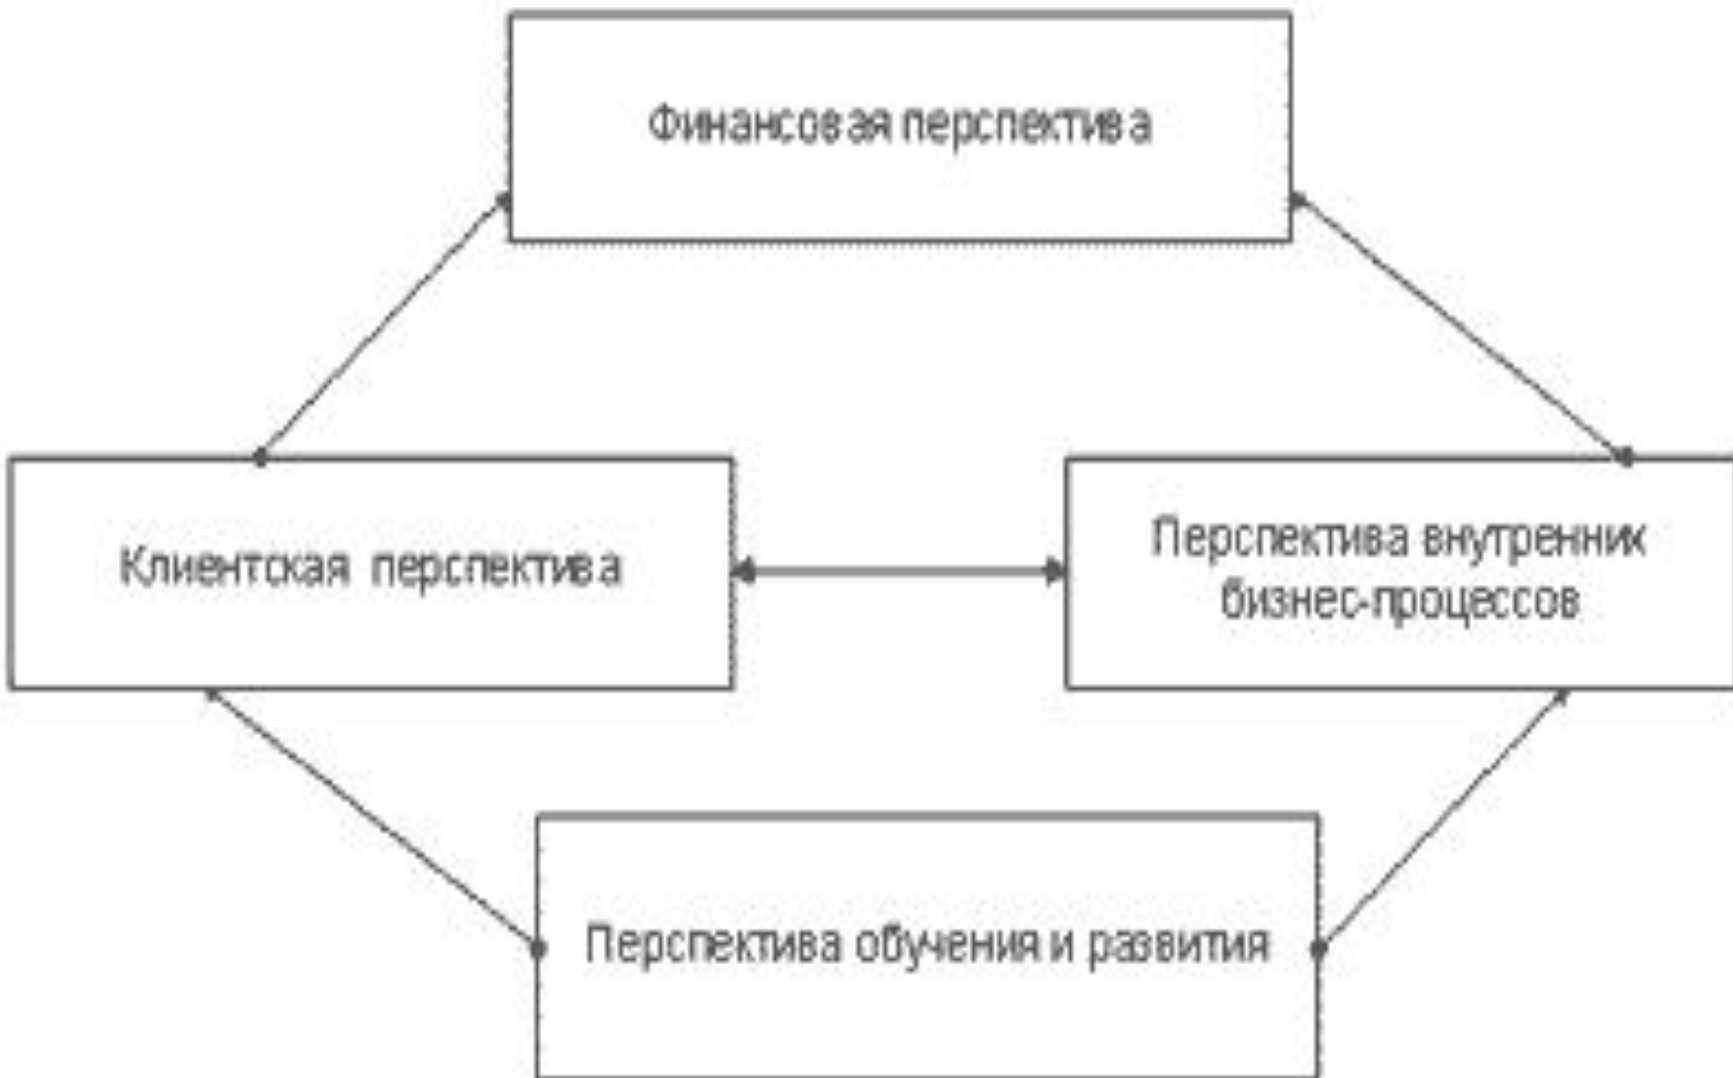 Финансовая перспектива
Клиентская перспектива
Перспектива внутренних
бизнес-процессов
Перспектива обучения и развития